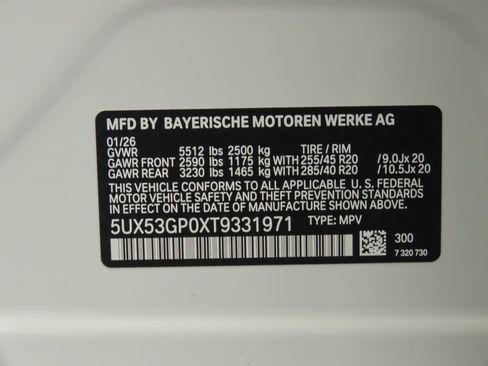 MFD BY BAYERISCHE MOTOREN WERKE AG
01/26
GVWR 5512 lbs 2500 kg TIRE / RIM
GAWR FRONT 2590 lbs 1175 kg WITH 255/45 R20 /9.0Jx 20
GAWR REAR 3230 lbs 1465 kg WITH 285/40 R20 /10.5Jx 20
THIS VEHICLE CONFORMS TO ALL APPLICABLE U. S. FEDERAL
MOTOR VEHICLE SAFETY AND THEFT PREVENTION STANDARDS
IN EFFECT ON THE DATE OF MANUFACTURE SHOWN ABOVE.
5UX53GP0XT9331971 TYPE: MPV
300
7 320 730